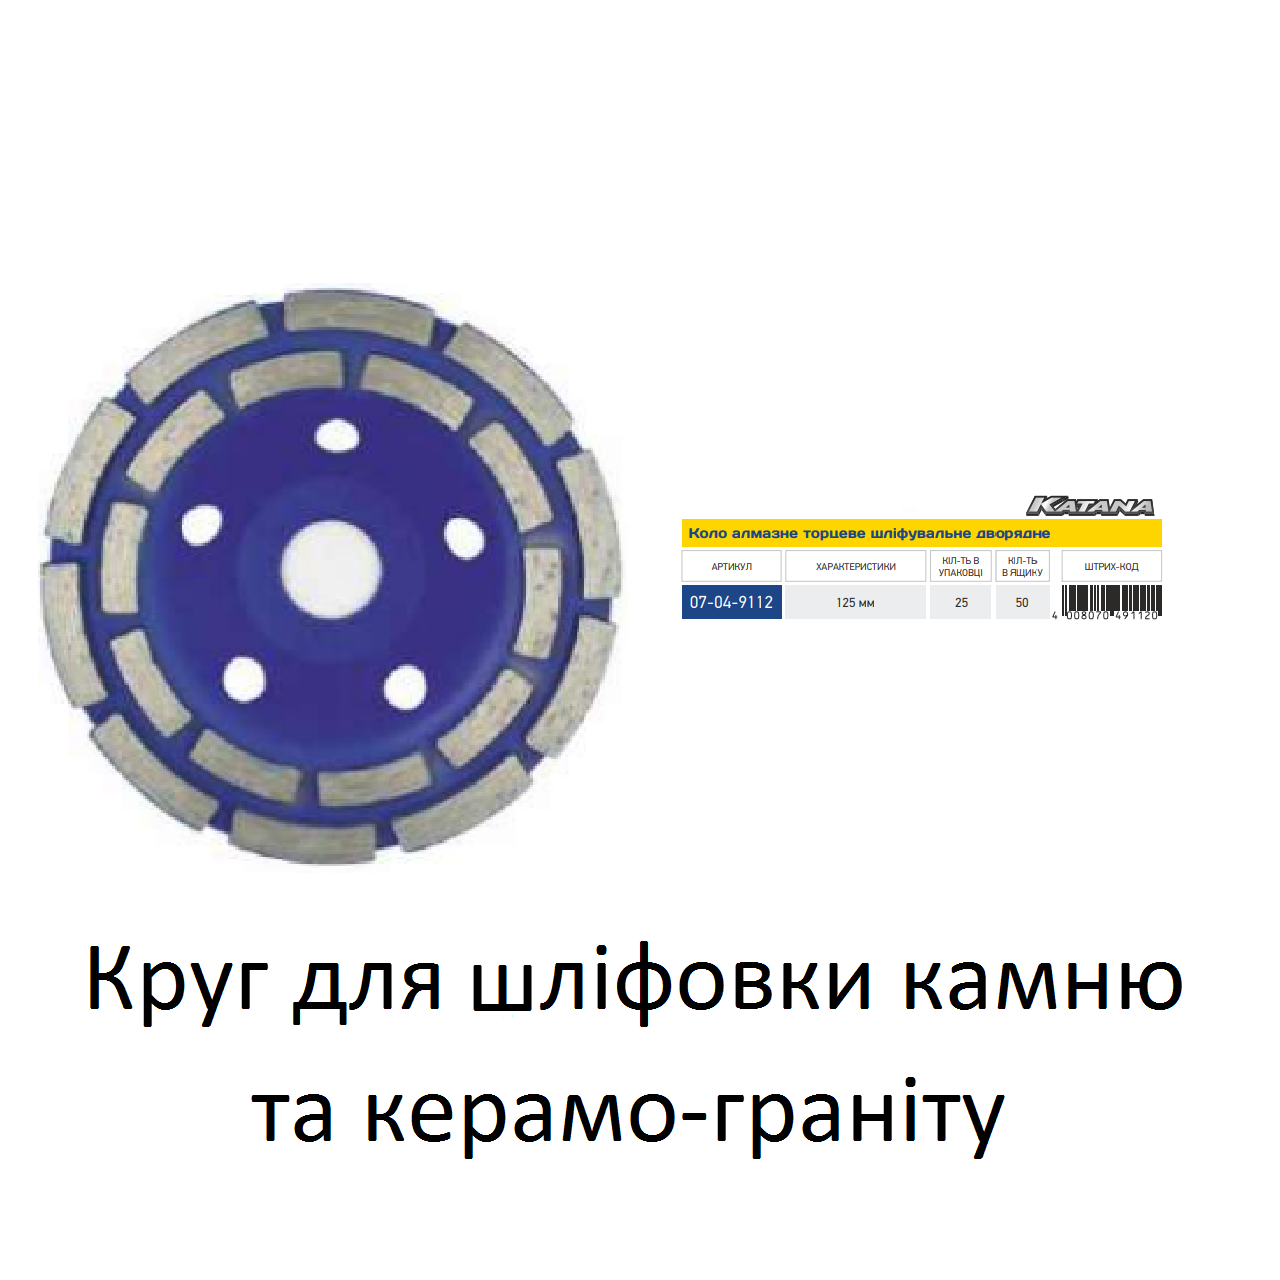 KATANA
Коло алмазне торцеве шліфувальне дворядне
АРТИКУЛ ХАРАКТЕРИСТИКИ КІЛ-ТЬ В УПАКОВЦІ КІЛ-ТЬ В ЯЩИКУ ШТРИХ-КОД
07-04-9112 125 мм 25 50
4 008070 491120
Круг для шліфовки камню
та керамо-граніту